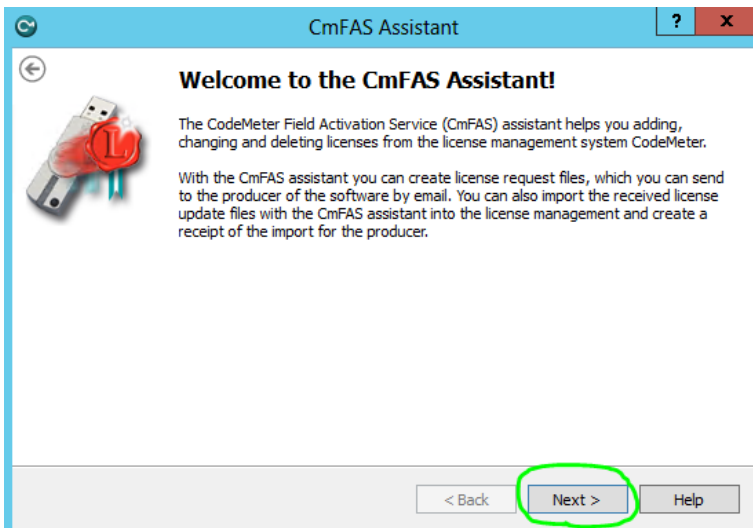 CmFAS Assistant
?
x
Welcome to the CmFAS Assistant!
The CodeMeter Field Activation Service (CmFAS) assistant helps you adding,
changing and deleting licenses from the license management system CodeMeter.
With the CmFAS assistant you can create license request files, which you can send
to the producer of the software by email. You can also import the received license
update files with the CmFAS assistant into the license management and create a
receipt of the import for the producer.
L
< Back
Next >
Help